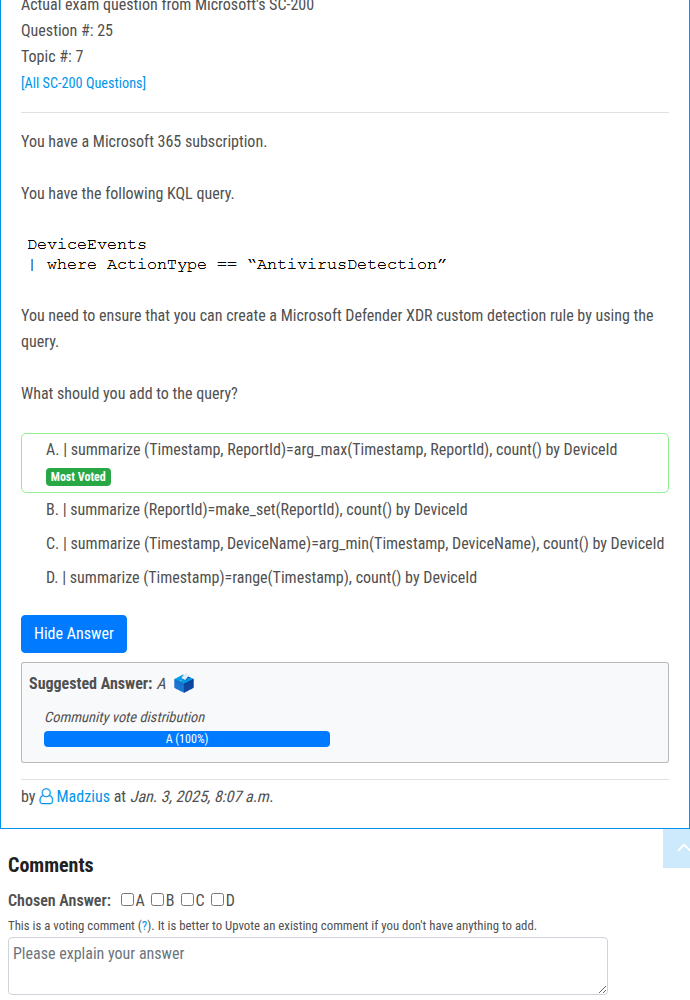 Actual exam question from Microsoft's SC-200
Question #: 25
Topic #: 7
[All SC-200 Questions]
You have a Microsoft 365 subscription.
You have the following KQL query.
DeviceEvents
| where ActionType == “AntivirusDetection”
You need to ensure that you can create a Microsoft Defender XDR custom detection rule by using the
query.
What should you add to the query?
A. | summarize (Timestamp, ReportId)=arg_max(Timestamp, ReportId), count() by DeviceId
Most Voted
B. | summarize (ReportId)=make_set(ReportId), count() by DeviceId
C. | summarize (Timestamp, DeviceName)=arg_min(Timestamp, DeviceName), count() by DeviceId
D. | summarize (Timestamp)=range(Timestamp), count() by DeviceId
Hide Answer
Suggested Answer: A
Community vote distribution
A (100%)
by Madzius at Jan. 3, 2025, 8:07 a.m.
Comments
Chosen Answer: A B C D
This is a voting comment (?). It is better to Upvote an existing comment if you don't have anything to add.
Please explain your answer